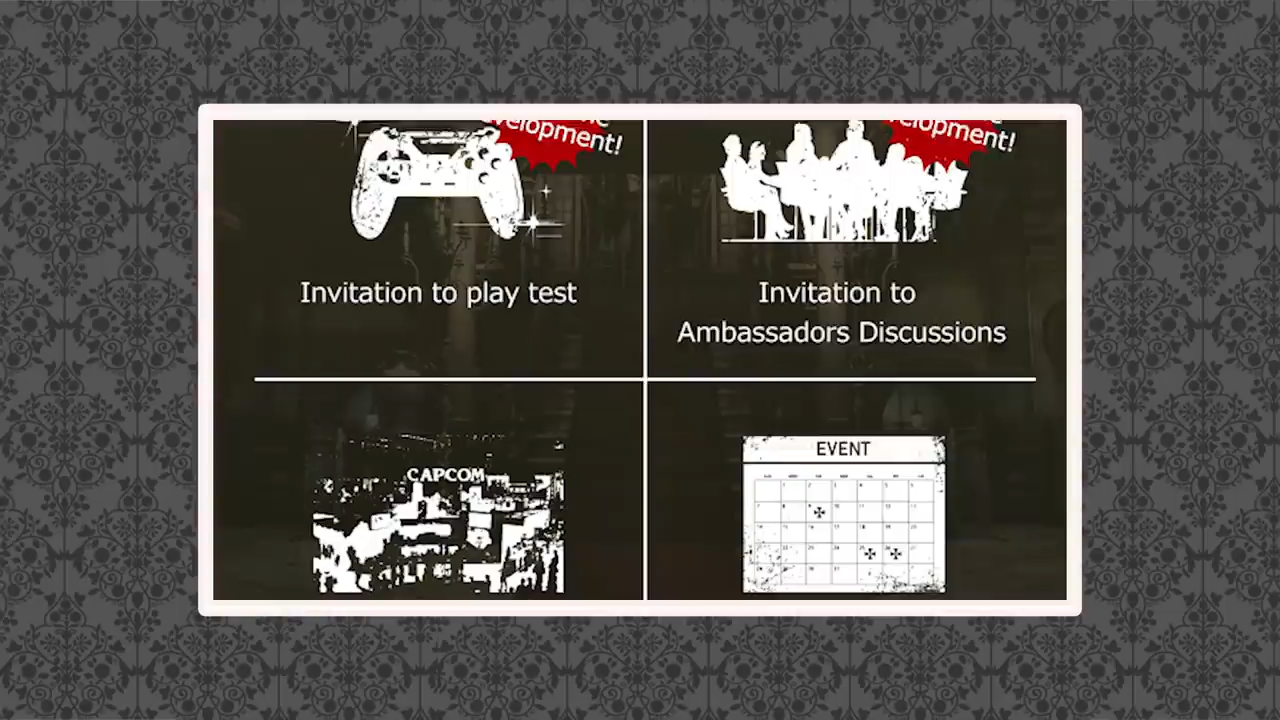 velopment!
velopment!
Invitation to play test
Invitation to
Ambassadors Discussions
CAPCOM
EVENT